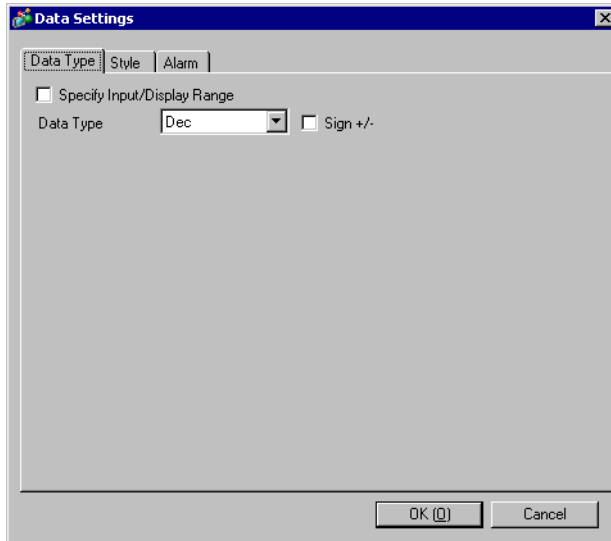 Data Settings
Data Type Style Alarm
Specify Input/Display Range
Data Type Dec Sign +/-
OK (O) Cancel